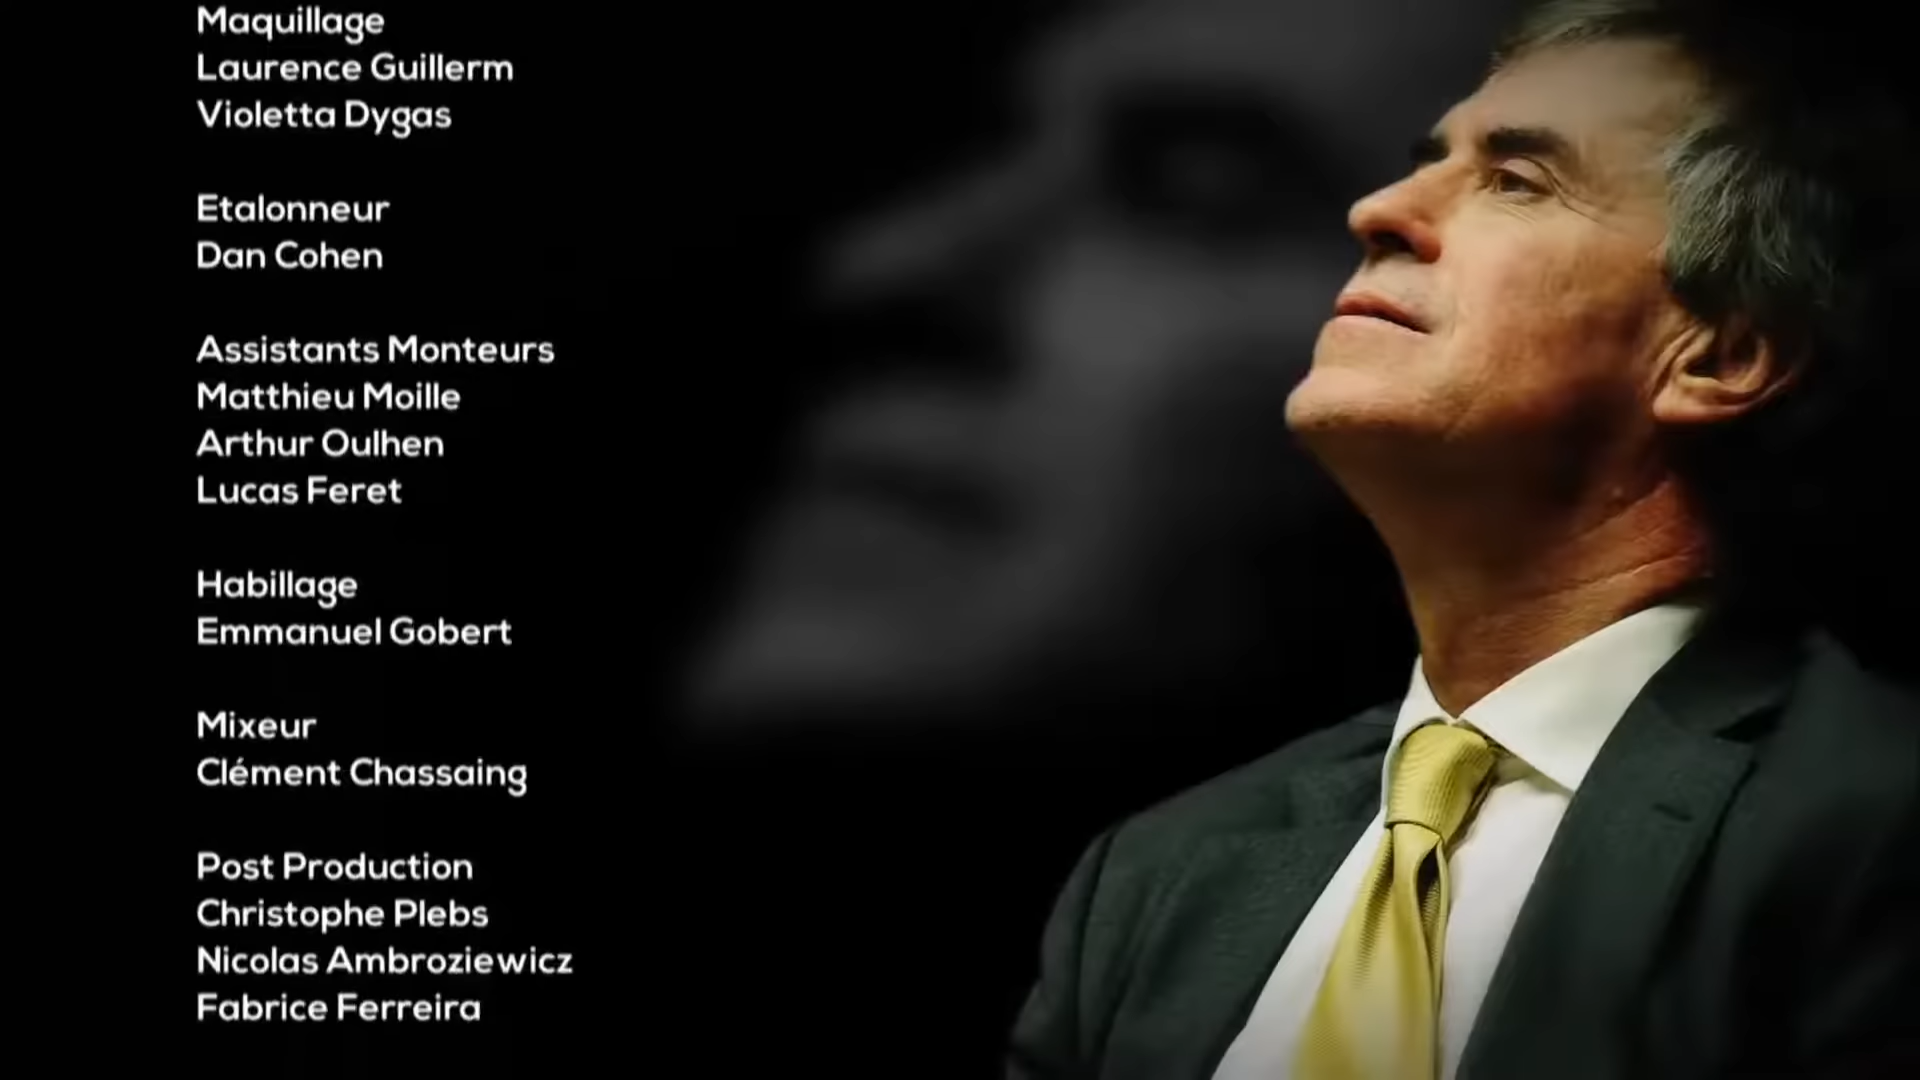 Maquillage
Laurence Guillerm
Violetta Dygas
Etalonneur
Dan Cohen
Assistants Monteurs
Matthieu Moille
Arthur Oulhen
Lucas Feret
Habillage
Emmanuel Gobert
Mixeur
Clément Chassaing
Post Production
Christophe Plebs
Nicolas Ambroziewicz
Fabrice Ferreira